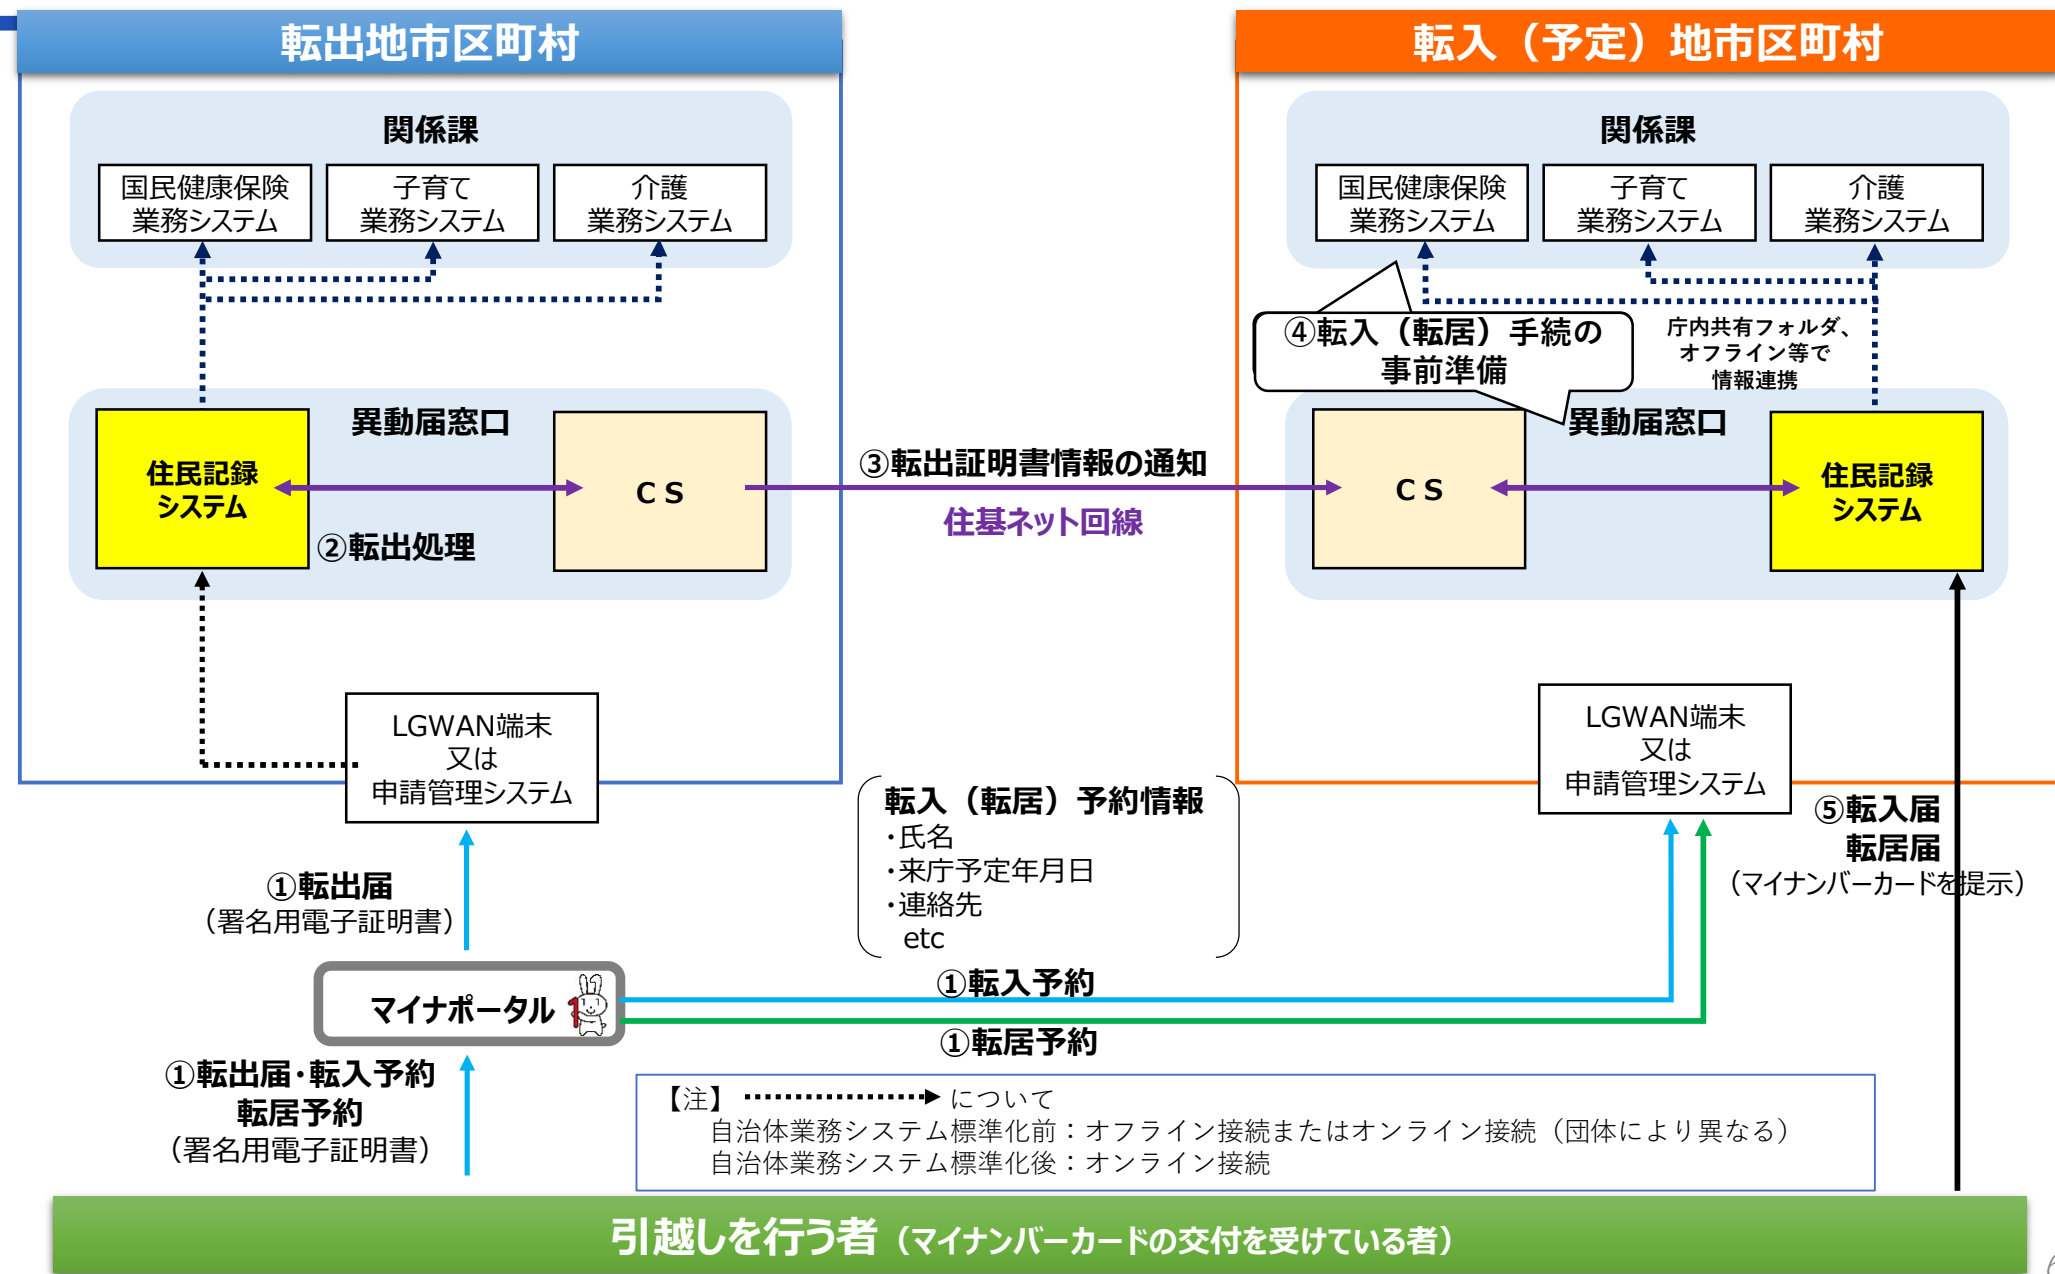 転出地市区町村
関係課
国民健康保険
業務システム
子育て
業務システム
介護
業務システム
異動届窓口
住民記録
システム
CS
②転出処理
LGWAN端末
又は
申請管理システム
①転出届
（署名用電子証明書）
マイナポータル
1
①転出届・転入予約
転居予約
（署名用電子証明書）
③転出証明書情報の通知
住基ネット回線
転入（転居）予約情報
・氏名
・来庁予定年月日
・連絡先
etc
①転入予約
①転居予約
転入（予定）地市区町村
関係課
国民健康保険
業務システム
子育て
業務システム
介護
業務システム
④転入（転居）手続の
事前準備
庁内共有フォルダ、
オフライン等で
情報連携
異動届窓口
CS
住民記録
システム
LGWAN端末
又は
申請管理システム
⑤転入届
転居届
（マイナンバーカードを提示）
【注】 について
自治体業務システム標準化前：オフライン接続またはオンライン接続（団体により異なる）
自治体業務システム標準化後：オンライン接続
引越しを行う者（マイナンバーカードの交付を受けている者）